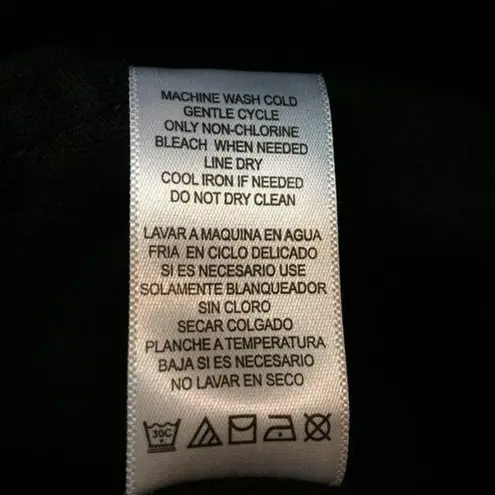 MACHINE WASH COLD
GENTLE CYCLE
ONLY NON-CHLORINE
BLEACH WHEN NEEDED
LINE DRY
COOL IRON IF NEEDED
DO NOT DRY CLEAN
LAVAR A MAQUINA EN AGUA
FRIA EN CICLO DELICADO
SI ES NECESARIO USE
SOLAMENTE BLANQUEADOR
SIN CLORO
SECAR COLGADO
PLANCHE A TEMPERATURA
BAJA SI ES NECESARIO
NO LAVAR EN SECO
30C